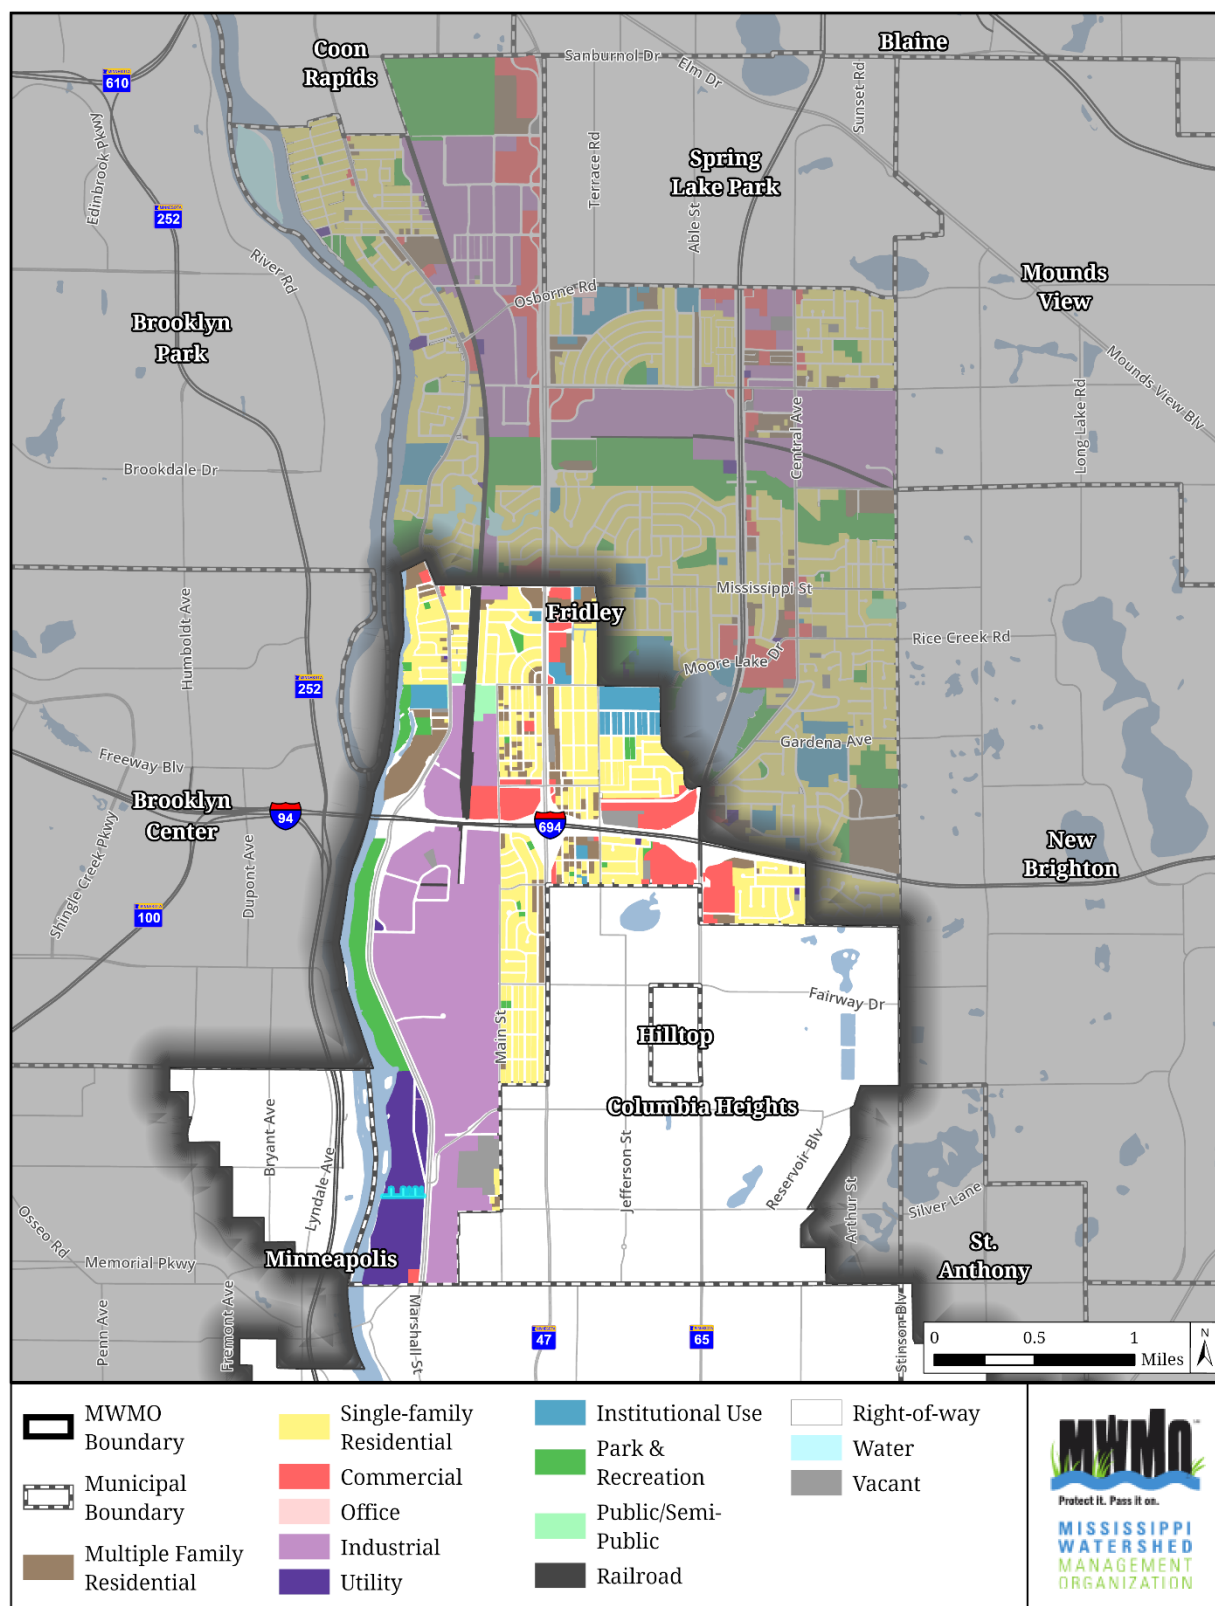 Coon
Rapids
Blaine
Sanburnol Dr
Elm Dr
Sunset Rd
610
Edinbrook Pkwy
Terrace Rd
Spring
Lake Park
Able St
252
River Rd
Mounds
View
Osborne Rd
Brooklyn
Park
Mounds View Blv
Long Lake Rd
Central Ave
Brookdale Dr
Mississippi St
Fridley
Humboldt Ave
Rice Creek Rd
Moore Lake Dr
252
Gardena Ave
Freeway Blv
Brooklyn
Center
94
694
Shingle Creek Pkwy
Dupont Ave
New
Brighton
100
Fairway Dr
Main St
Hilltop
Columbia Heights
Bryant Ave
Lyndale Ave
Jefferson St
Reservoir Blv
Arthur St
Silver Lane
Osseo Rd
Memorial Pkwy
Minneapolis
St.
Anthony
Penn Ave
Fremont Ave
Marshall St
47
65
Stinson Blv
0 0.5 1
Miles
N
MWMO
Boundary
Municipal
Boundary
Multiple Family
Residential
Single-family
Residential
Commercial
Office
Industrial
Utility
Institutional Use
Park &
Recreation
Public/Semi-
Public
Railroad
Right-of-way
Water
Vacant
MWMO
Protect it. Pass it on.
MISSISSIPPI
WATERSHED
MANAGEMENT
ORGANIZATION